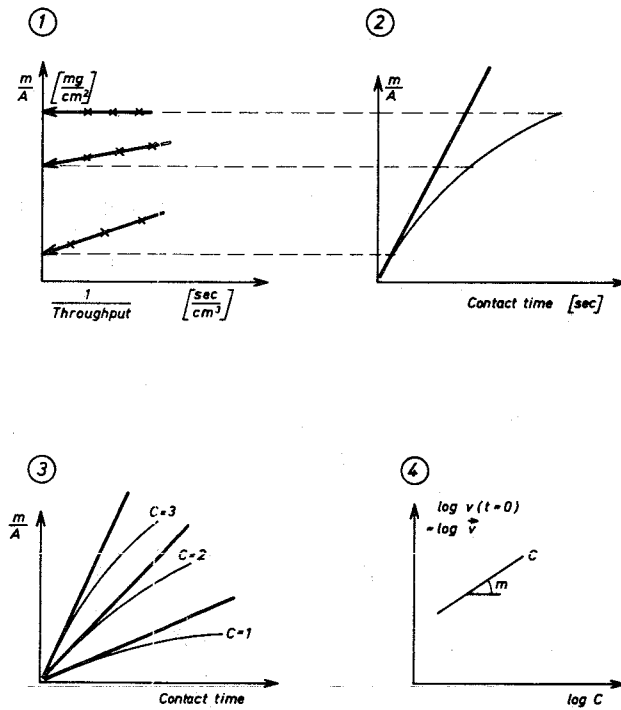 1
m/A [mg/cm²]
1/Throughput [sec/cm³]
2
m/A
Contact time [sec]
3
m/A
C=3
C=2
C=1
Contact time
4
log v (t=0)
=log v⃗
C
m
log C